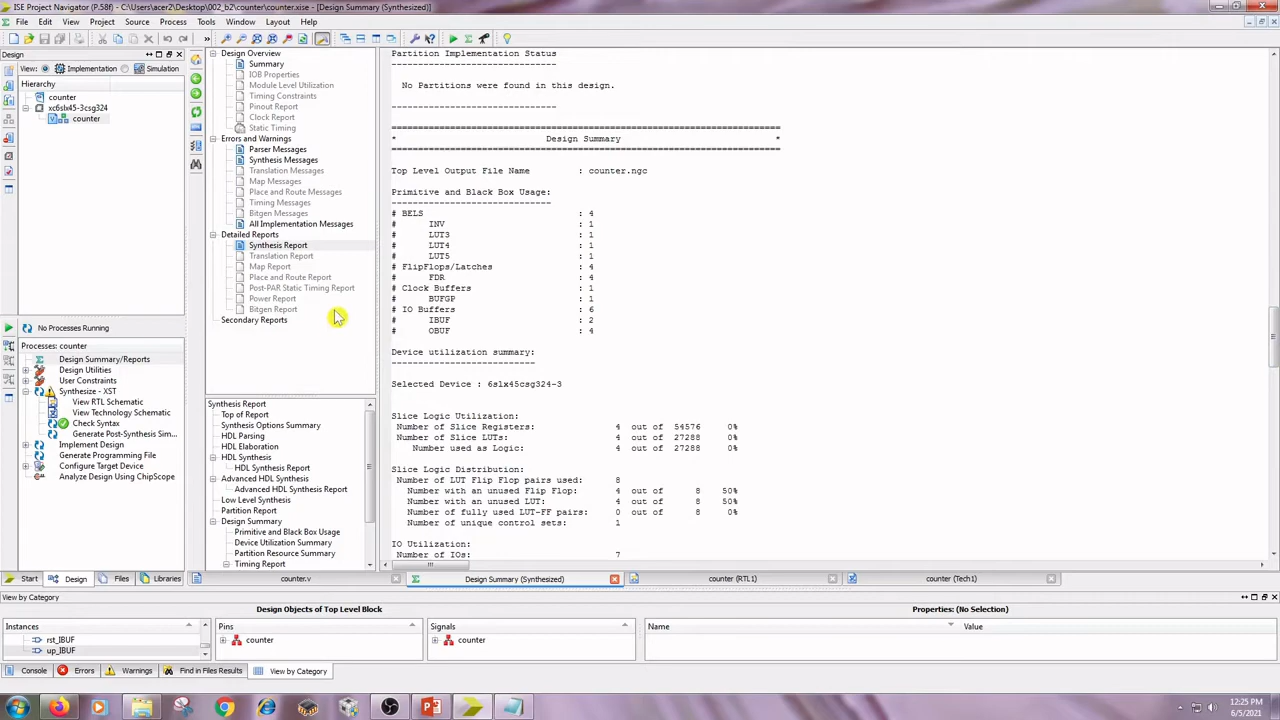 ISE Project Navigator (P.58f) - C:\Users\acer2\Desktop\002_b2\counter\counter.xise - [Design Summary (Synthesized)]
File Edit View Project Source Process Tools Window Layout Help
Design
View: Implementation Simulation
Hierarchy
counter
xc6slx45-3csg324
counter
No Processes Running
Processes: counter
Design Summary/Reports
Design Utilities
User Constraints
Synthesize - XST
View RTL Schematic
View Technology Schematic
Check Syntax
Generate Post-Synthesis Sim...
Implement Design
Generate Programming File
Configure Target Device
Analyze Design Using ChipScope
Start Design Files Libraries
Design Overview
Summary
IOB Properties
Module Level Utilization
Timing Constraints
Pinout Report
Clock Report
Static Timing
Errors and Warnings
Parser Messages
Synthesis Messages
Translation Messages
Map Messages
Place and Route Messages
Timing Messages
Bitgen Messages
All Implementation Messages
Detailed Reports
Synthesis Report
Translation Report
Map Report
Place and Route Report
Post-PAR Static Timing Report
Power Report
Bitgen Report
Secondary Reports
Synthesis Report
Top of Report
Synthesis Options Summary
HDL Parsing
HDL Elaboration
HDL Synthesis
HDL Synthesis Report
Advanced HDL Synthesis
Advanced HDL Synthesis Report
Low Level Synthesis
Partition Report
Design Summary
Primitive and Black Box Usage
Device Utilization Summary
Partition Resource Summary
Timing Report
Partition Implementation Status
-------------------------------
No Partitions were found in this design.
-------------------------------
=========================================================================
* Design Summary *
=========================================================================
Top Level Output File Name : counter.ngc
Primitive and Black Box Usage:
------------------------------
# BELS : 4
# INV : 1
# LUT3 : 1
# LUT4 : 1
# LUT5 : 1
# FlipFlops/Latches : 4
# FDR : 4
# Clock Buffers : 1
# BUFGP : 1
# IO Buffers : 6
# IBUF : 2
# OBUF : 4
Device utilization summary:
---------------------------
Selected Device : 6slx45csg324-3
Slice Logic Utilization:
Number of Slice Registers: 4 out of 54576 0%
Number of Slice LUTs: 4 out of 27288 0%
Number used as Logic: 4 out of 27288 0%
Slice Logic Distribution:
Number of LUT Flip Flop pairs used: 8
Number with an unused Flip Flop: 4 out of 8 50%
Number with an unused LUT: 4 out of 8 50%
Number of fully used LUT-FF pairs: 0 out of 8 0%
Number of unique control sets: 1
IO Utilization:
Number of IOs: 7
counter.v Design Summary (Synthesized) counter (RTL1) counter (Tech1)
View by Category
Design Objects of Top Level Block Properties: (No Selection)
Instances Pins Signals Name Value
rst_IBUF counter counter
up_IBUF
Console Errors Warnings Find in Files Results View by Category
12:25 PM
6/5/2021